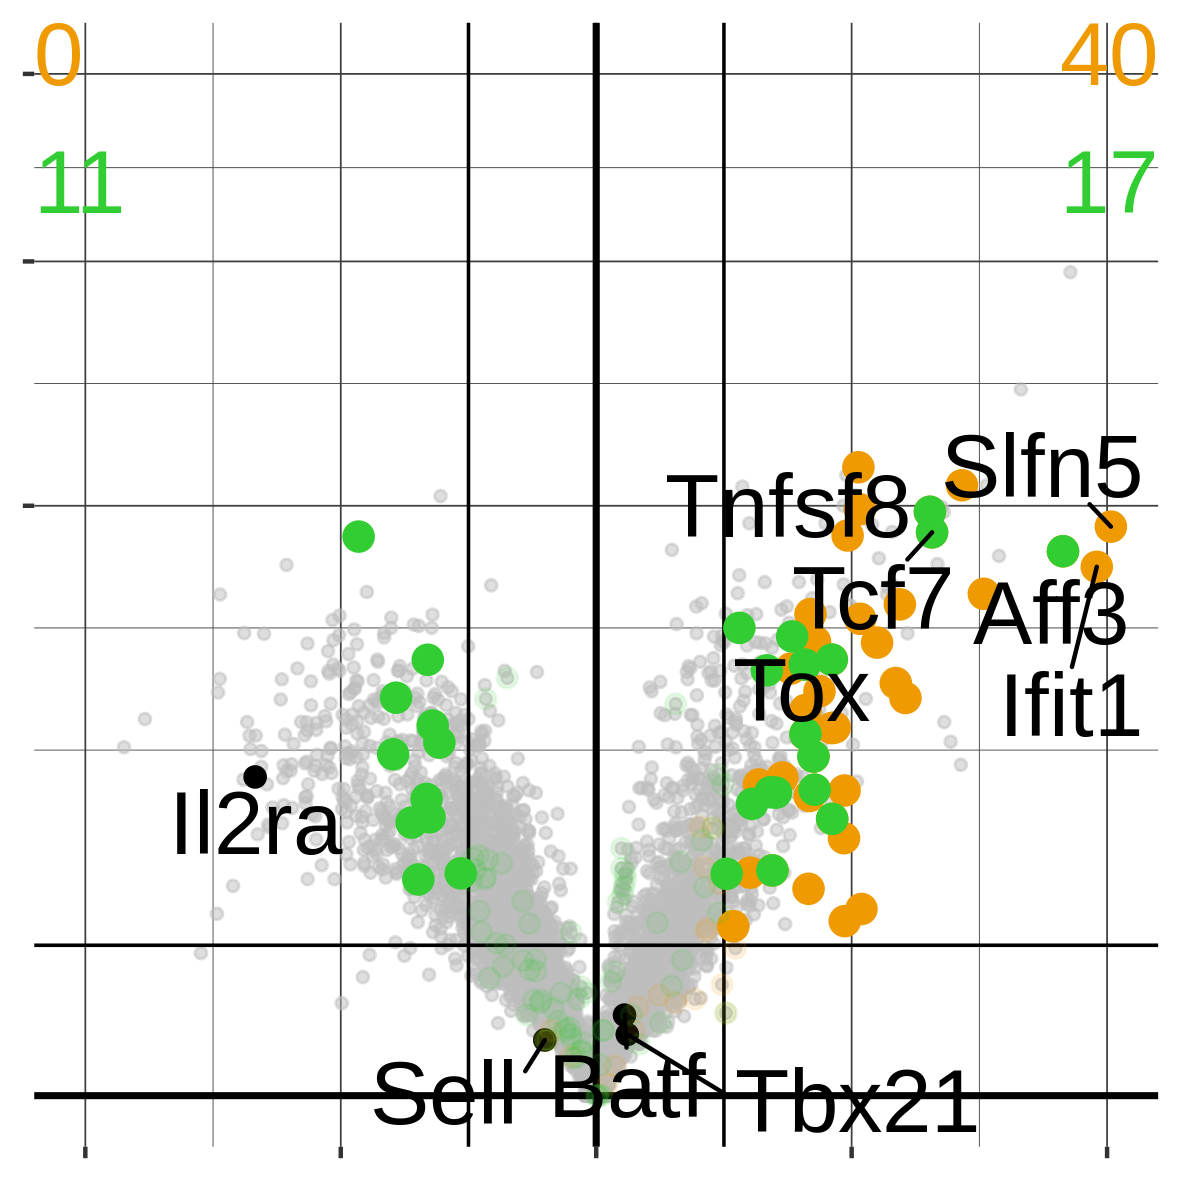 0 40
11 17
Slfn5
Tnfsf8
Tcf7
Aff3
Tox
Ifit1
Il2ra
Sell
Batf
Tbx21